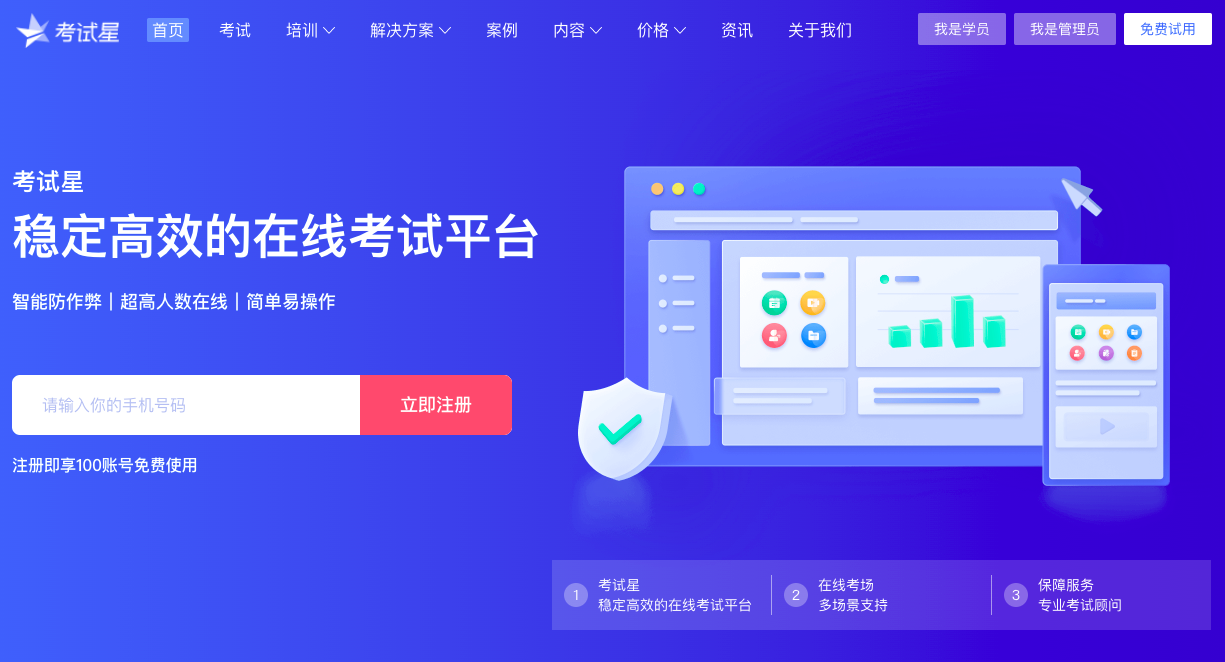 考试星 首页 考试 培训 解决方案 案例 内容 价格 资讯 关于我们 我是学员 我是管理员 免费试用
考试星
稳定高效的在线考试平台
智能防作弊｜超高人数在线｜简单易操作
请输入你的手机号码 立即注册
注册即享100账号免费使用
1 考试星
稳定高效的在线考试平台
2 在线考场
多场景支持
3 保障服务
专业考试顾问